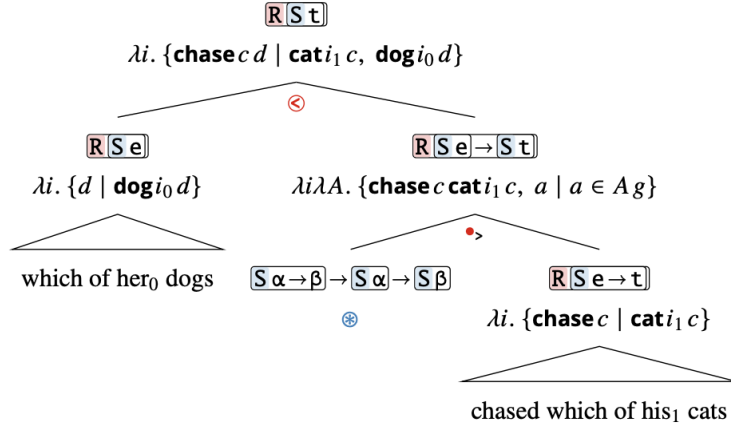 R S t
λi. {chase c d | cat i₁ c, dog i₀ d}
<
R S e
R S e → S t
λi. {d | dog i₀ d}
λiλA. {chase c cat i₁ c, a | a ∈ A g}
•>
which of her₀ dogs
S α→β → S α → S β
R S e→t
⊛
λi. {chase c | cat i₁ c}
chased which of his₁ cats